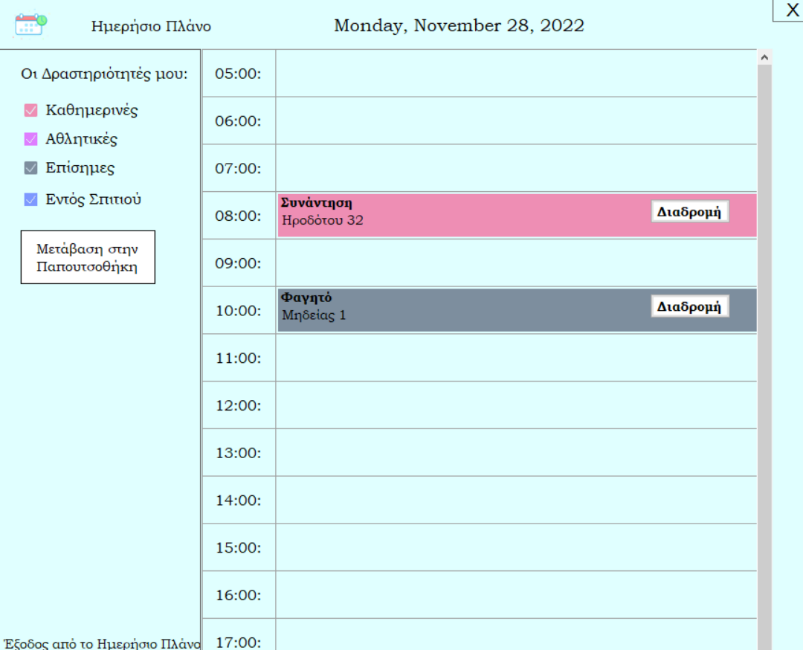 Ημερήσιο Πλάνο
Monday, November 28, 2022
X
Οι Δραστηριότητές μου:
Καθημερινές
Αθλητικές
Επίσημες
Εντός Σπιτιού
Μετάβαση στην
Παπουτσοθήκη
Έξοδος από το Ημερήσιο Πλάνο
05:00:
06:00:
07:00:
08:00:
Συνάντηση
Ηροδότου 32
Διαδρομή
09:00:
10:00:
Φαγητό
Μηδείας 1
Διαδρομή
11:00:
12:00:
13:00:
14:00:
15:00:
16:00:
17:00: